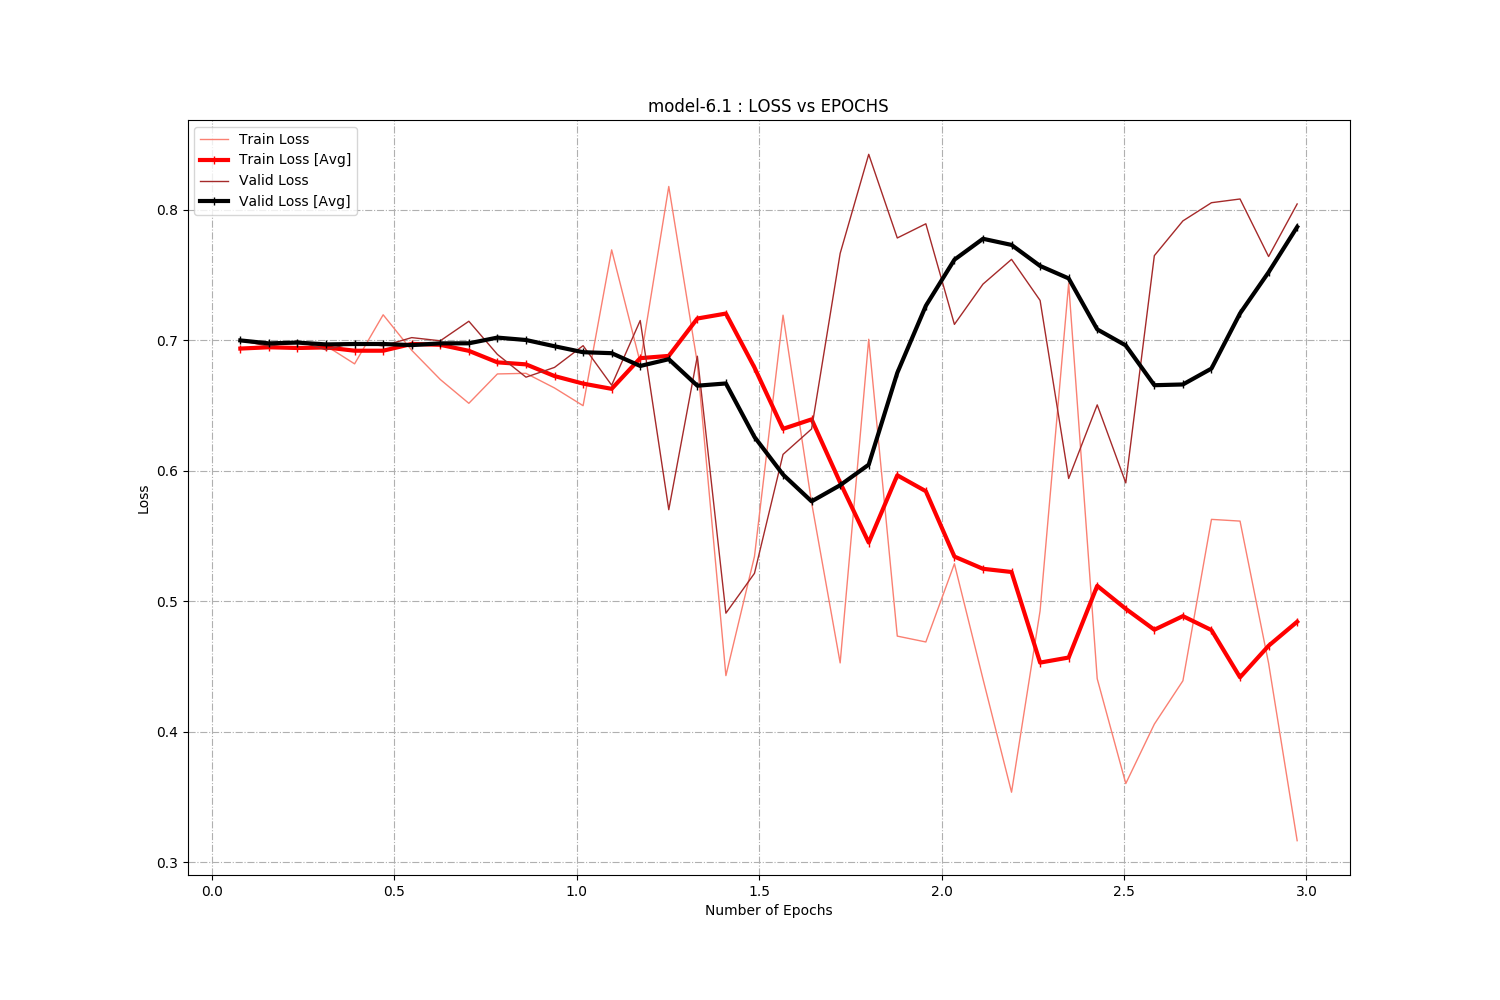 model-6.1 : LOSS vs EPOCHS
Train Loss
Train Loss [Avg]
Valid Loss
Valid Loss [Avg]
0.8
0.7
0.6
0.5
0.4
0.3
Loss
0.0 0.5 1.0 1.5 2.0 2.5 3.0
Number of Epochs